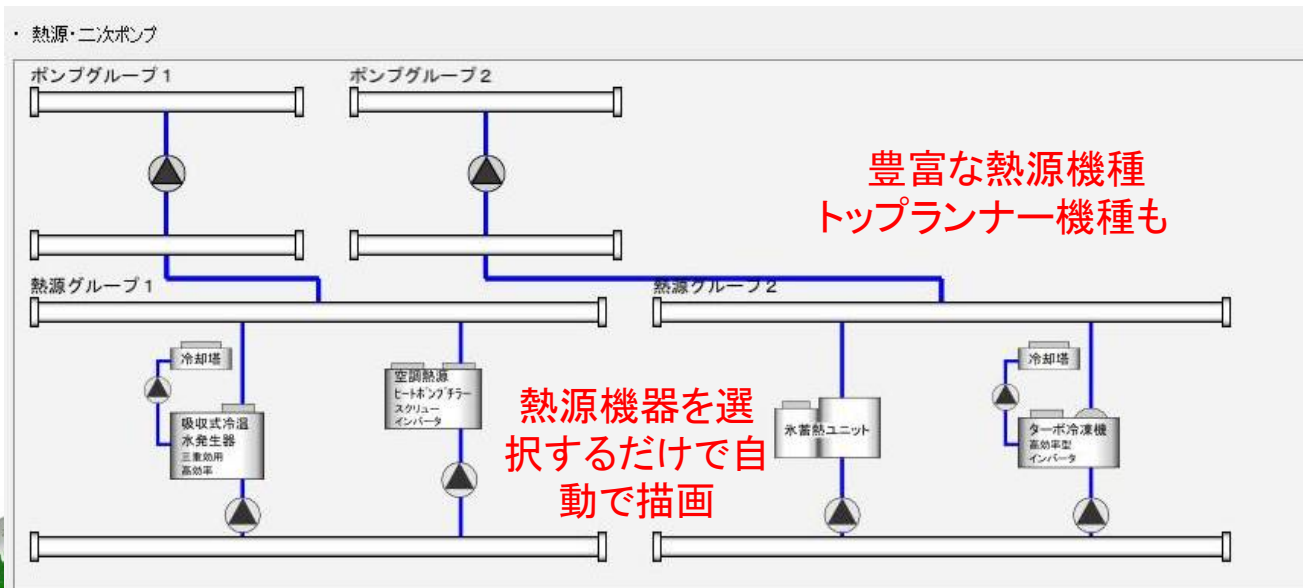 ・ 熱源・二次ポンプ
ポンプグループ1
ポンプグループ2
豊富な熱源機種
トップランナー機種も
熱源グループ1
熱源グループ2
冷却塔
吸収式冷温
水発生器
三重効用
高効率
空調熱源
ヒートポンプチラー
スクリュー
インバータ
熱源機器を選
択するだけで自
動で描画
氷蓄熱ユニット
冷却塔
ターボ冷凍機
高効率型
インバータ